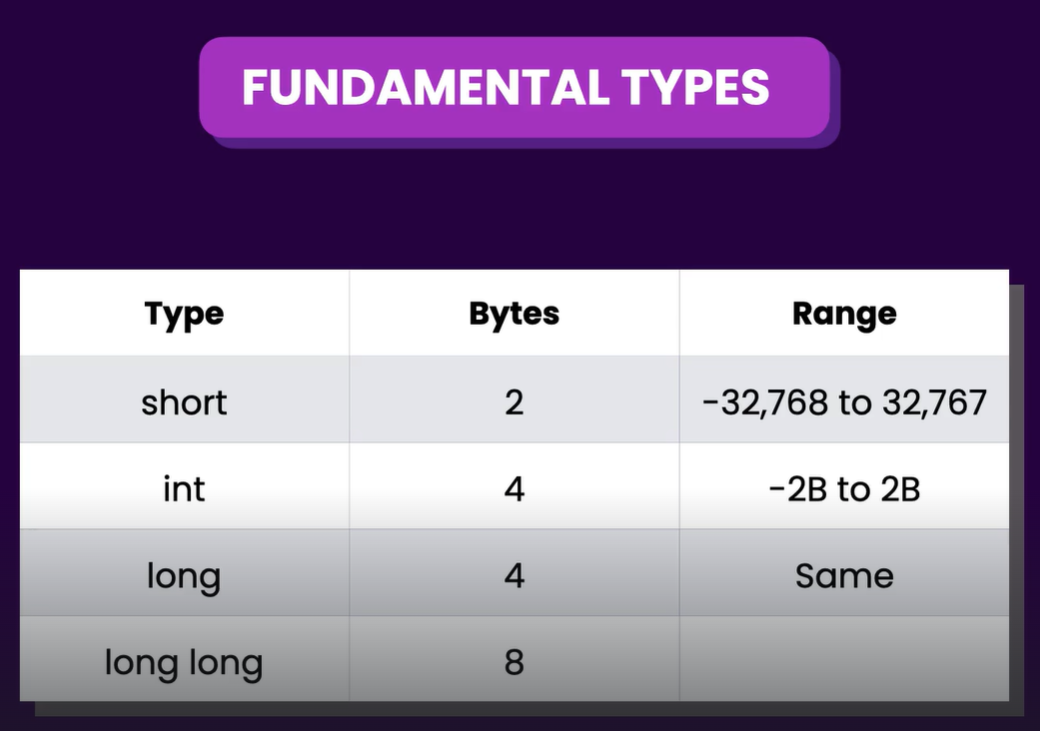 FUNDAMENTAL TYPES
Type Bytes Range
short 2 -32,768 to 32,767
int 4 -2B to 2B
long 4 Same
long long 8